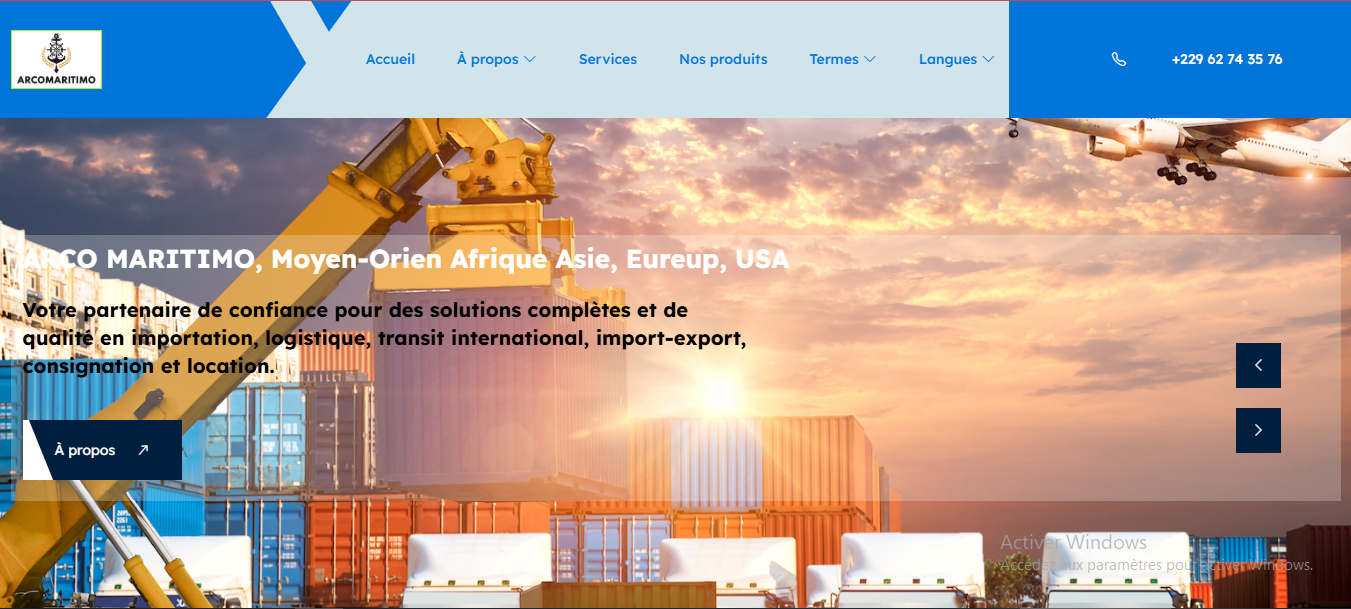 ARCOMARITIMO
Accueil
À propos
Services
Nos produits
Termes
Langues
+229 62 74 35 76
ARCO MARITIMO, Moyen-Orien Afrique Asie, Eureup, USA
Votre partenaire de confiance pour des solutions complètes et de
qualité en importation, logistique, transit international, import-export,
consignation et location.
À propos
Activer Windows
Accédez aux paramètres pour activer Windows.